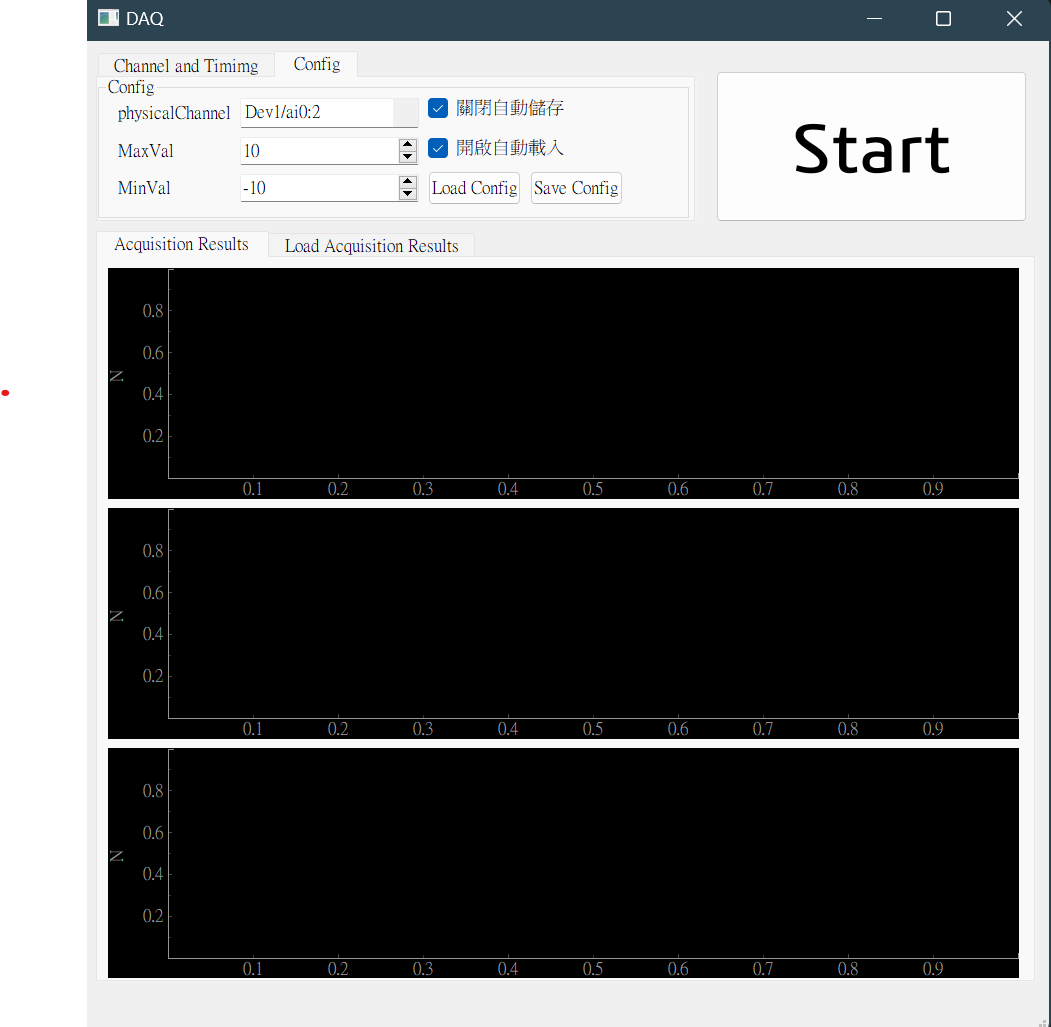 DAQ
Channel and Timimg
Config
Config
physicalChannel
Dev1/ai0:2
關閉自動儲存
MaxVal
10
開啟自動載入
MinVal
-10
Load Config
Save Config
Start
Acquisition Results
Load Acquisition Results
0.8
0.6
N
0.4
0.2
0.1 0.2 0.3 0.4 0.5 0.6 0.7 0.8 0.9
0.8
0.6
N
0.4
0.2
0.1 0.2 0.3 0.4 0.5 0.6 0.7 0.8 0.9
0.8
0.6
N
0.4
0.2
0.1 0.2 0.3 0.4 0.5 0.6 0.7 0.8 0.9